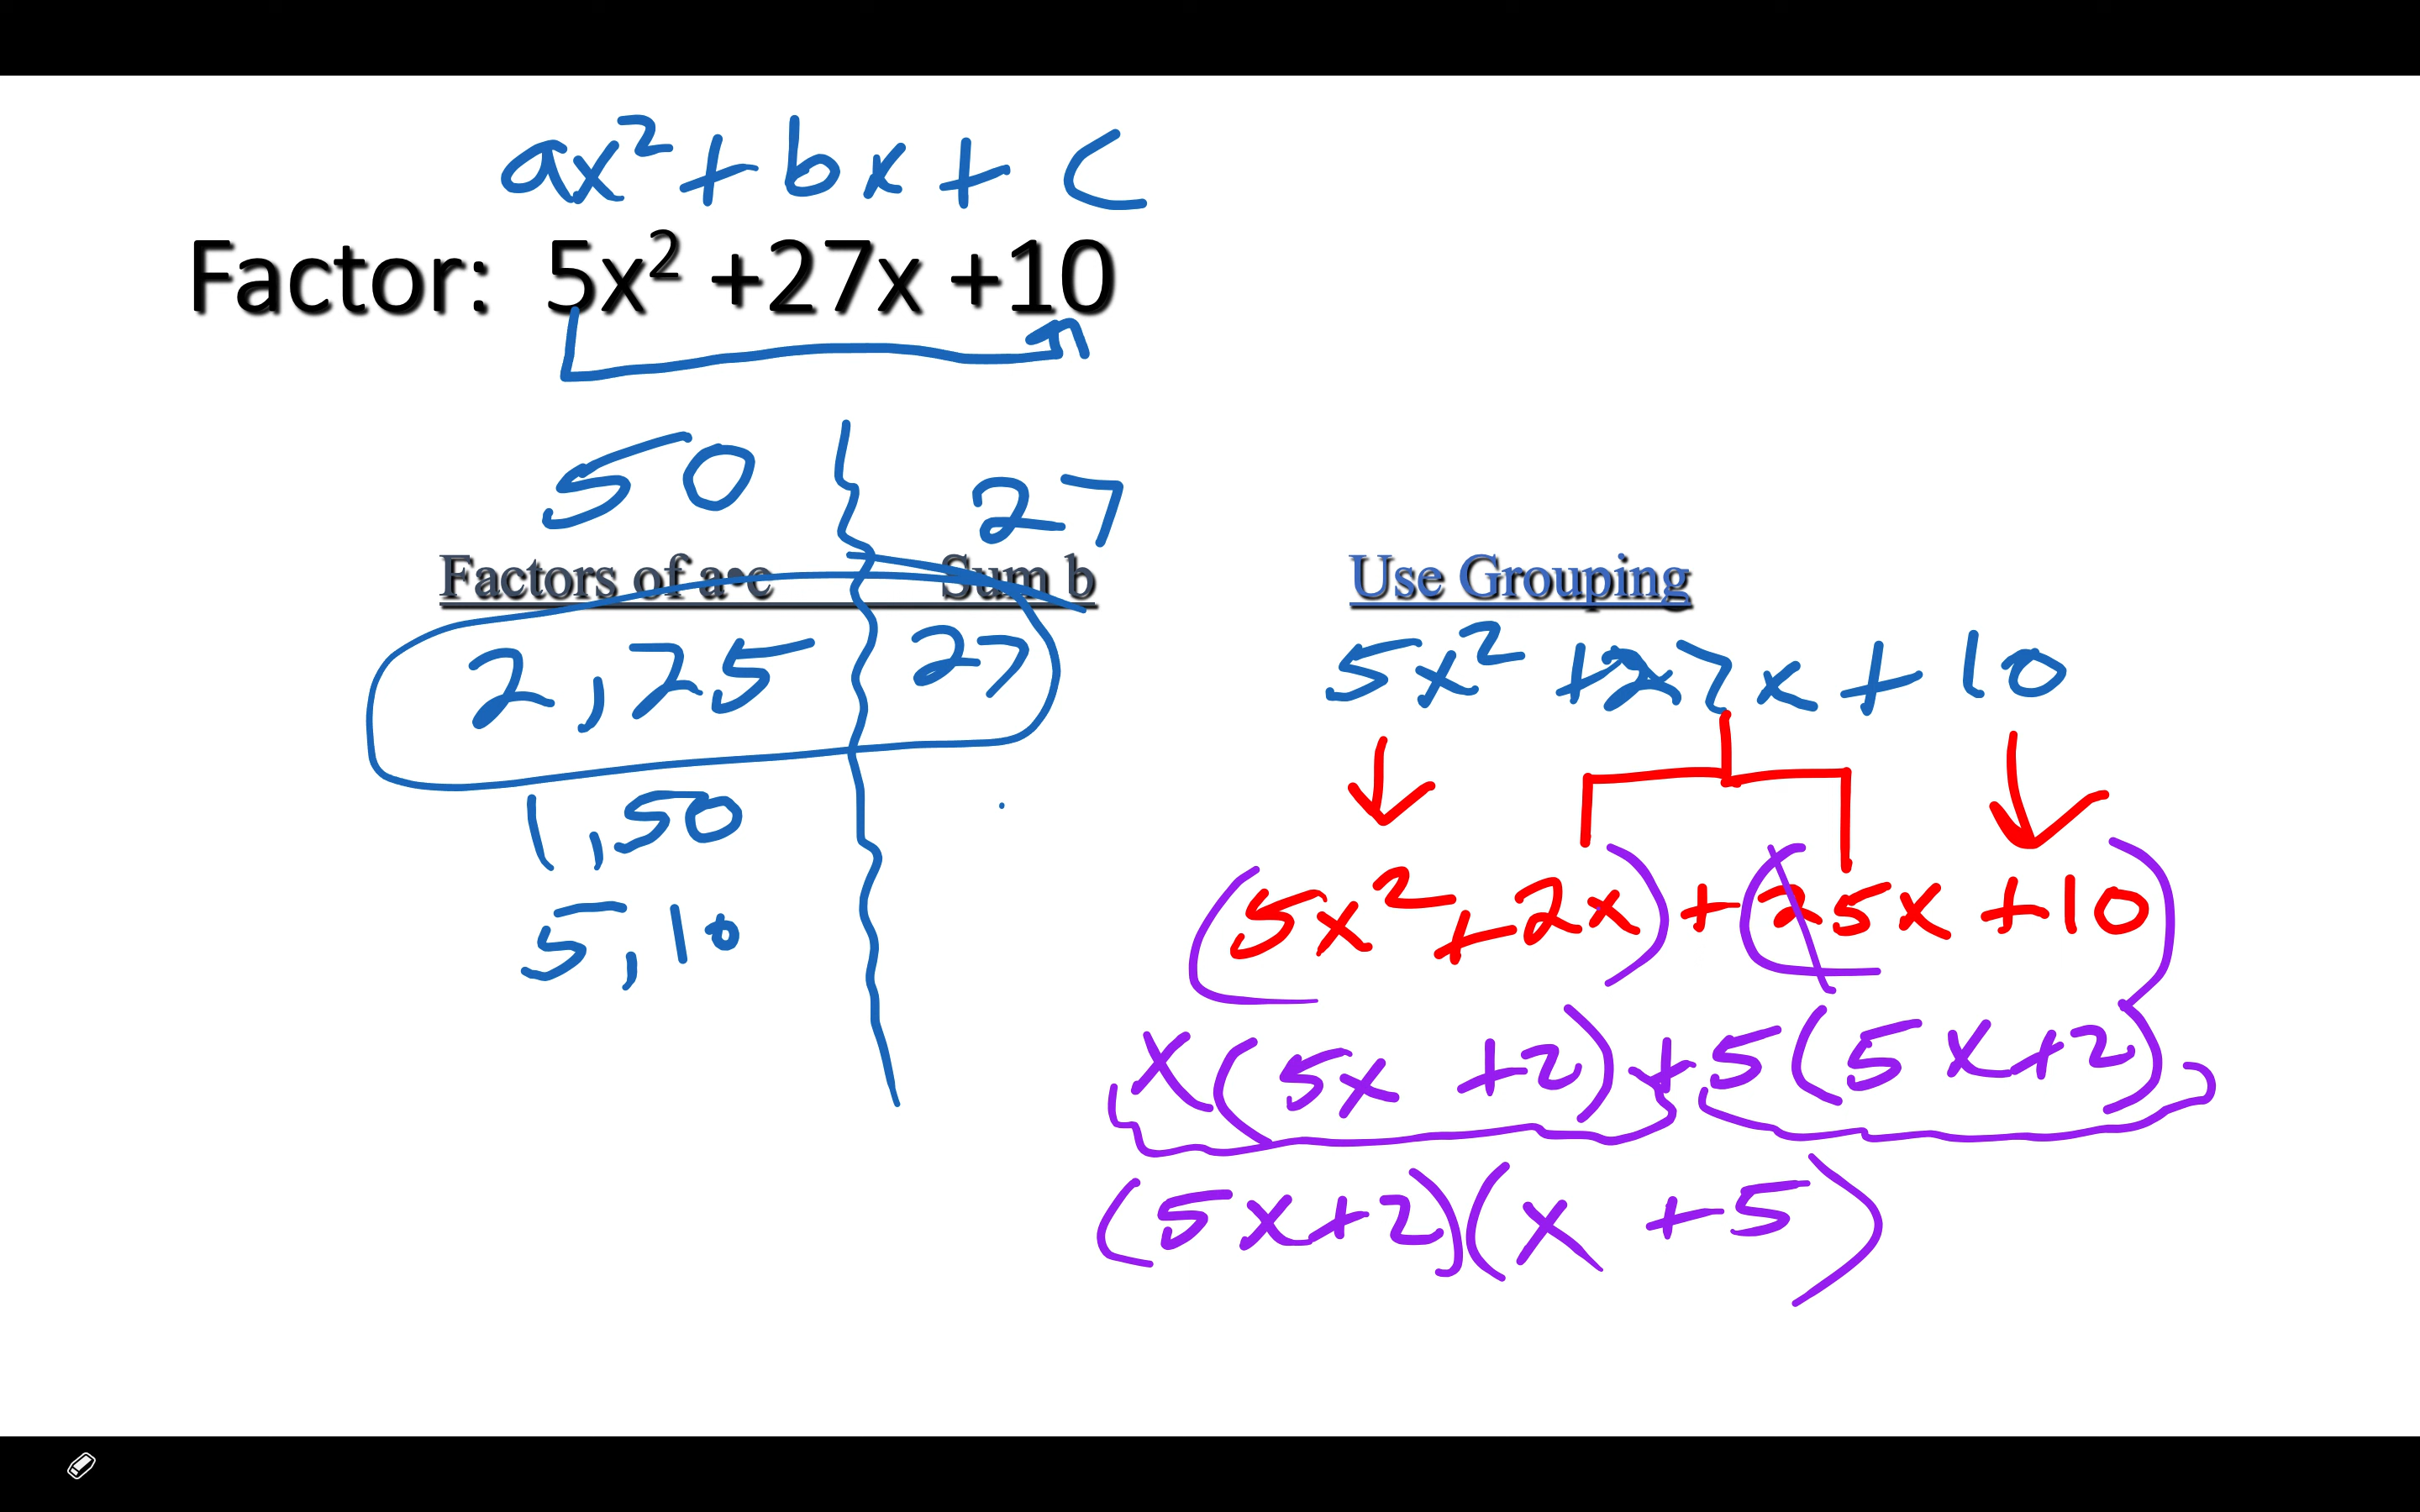 ax² + bx + c
Factor: 5x² +27x +10
50 27
Factors of a•c Sum b
2, 25 27
1, 50
5, 10
Use Grouping
5x² + 27x + 10
(5x² + 2x) + (25x + 10)
x(5x + 2) + 5(5x + 2)
(5x + 2)(x + 5)